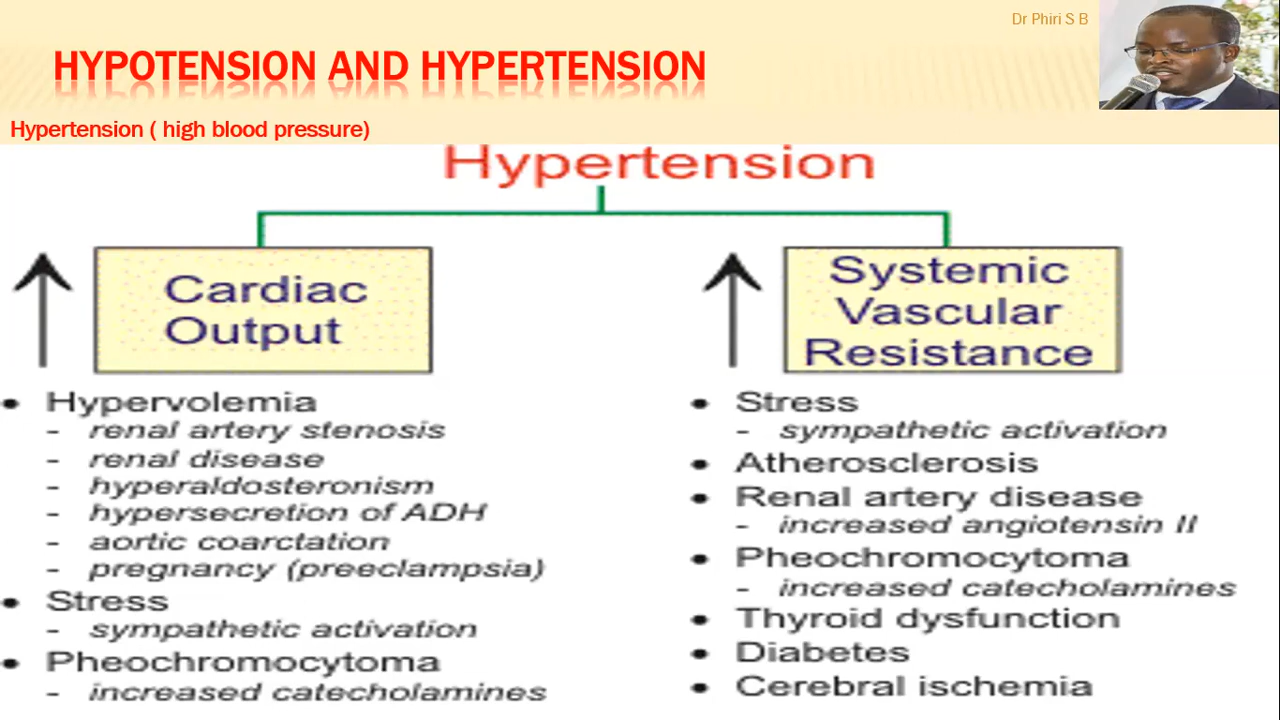 Dr Phiri S B
HYPOTENSION AND HYPERTENSION
Hypertension ( high blood pressure)
Hypertension
Cardiac
Output
• Hypervolemia
- renal artery stenosis
- renal disease
- hyperaldosteronism
- hypersecretion of ADH
- aortic coarctation
- pregnancy (preeclampsia)
• Stress
- sympathetic activation
• Pheochromocytoma
- increased catecholamines
Systemic
Vascular
Resistance
• Stress
- sympathetic activation
• Atherosclerosis
• Renal artery disease
- increased angiotensin II
• Pheochromocytoma
- increased catecholamines
• Thyroid dysfunction
• Diabetes
• Cerebral ischemia